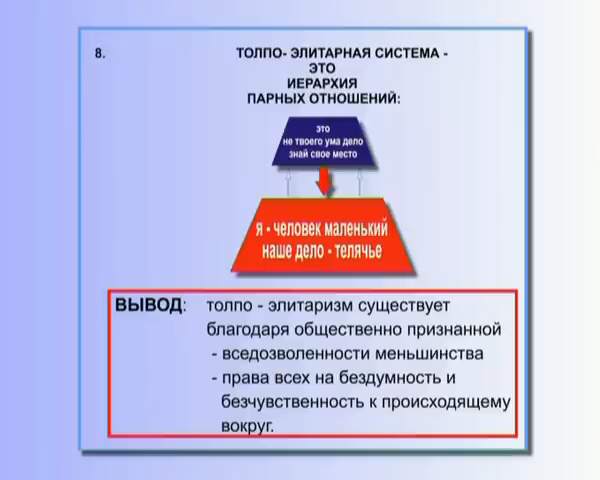 8.
ТОЛПО- ЭЛИТАРНАЯ СИСТЕМА -
ЭТО
ИЕРАРХИЯ
ПАРНЫХ ОТНОШЕНИЙ:
это
не твоего ума дело
знай свое место
я - человек маленький
наше дело - телячье
ВЫВОД: толпо - элитаризм существует
благодаря общественно признанной
- вседозволенности меньшинства
- права всех на бездумность и
безчувственность к происходящему
вокруг.